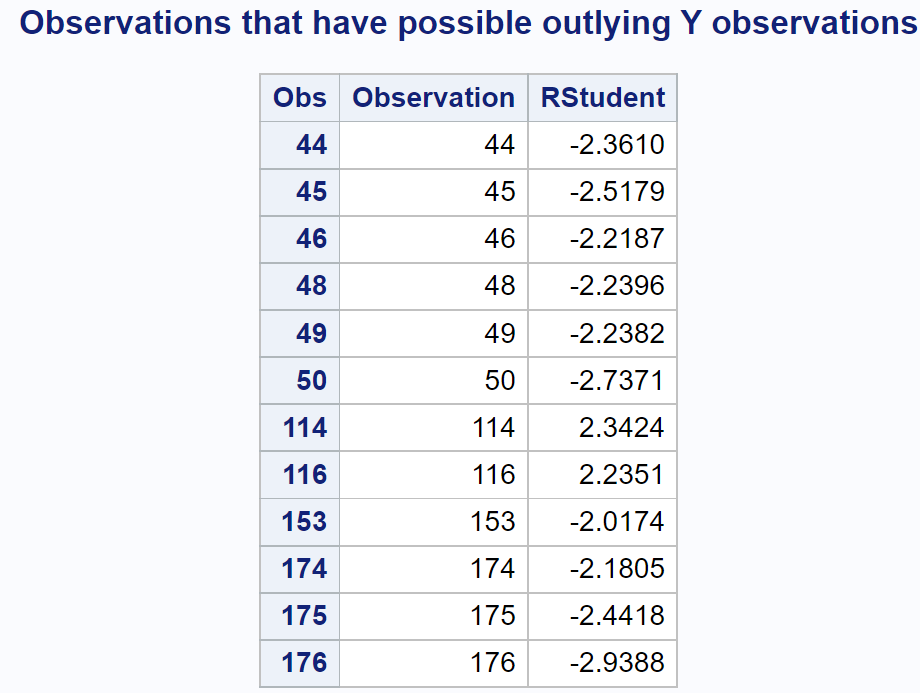 Observations that have possible outlying Y observations
Obs Observation RStudent
44 44 -2.3610
45 45 -2.5179
46 46 -2.2187
48 48 -2.2396
49 49 -2.2382
50 50 -2.7371
114 114 2.3424
116 116 2.2351
153 153 -2.0174
174 174 -2.1805
175 175 -2.4418
176 176 -2.9388